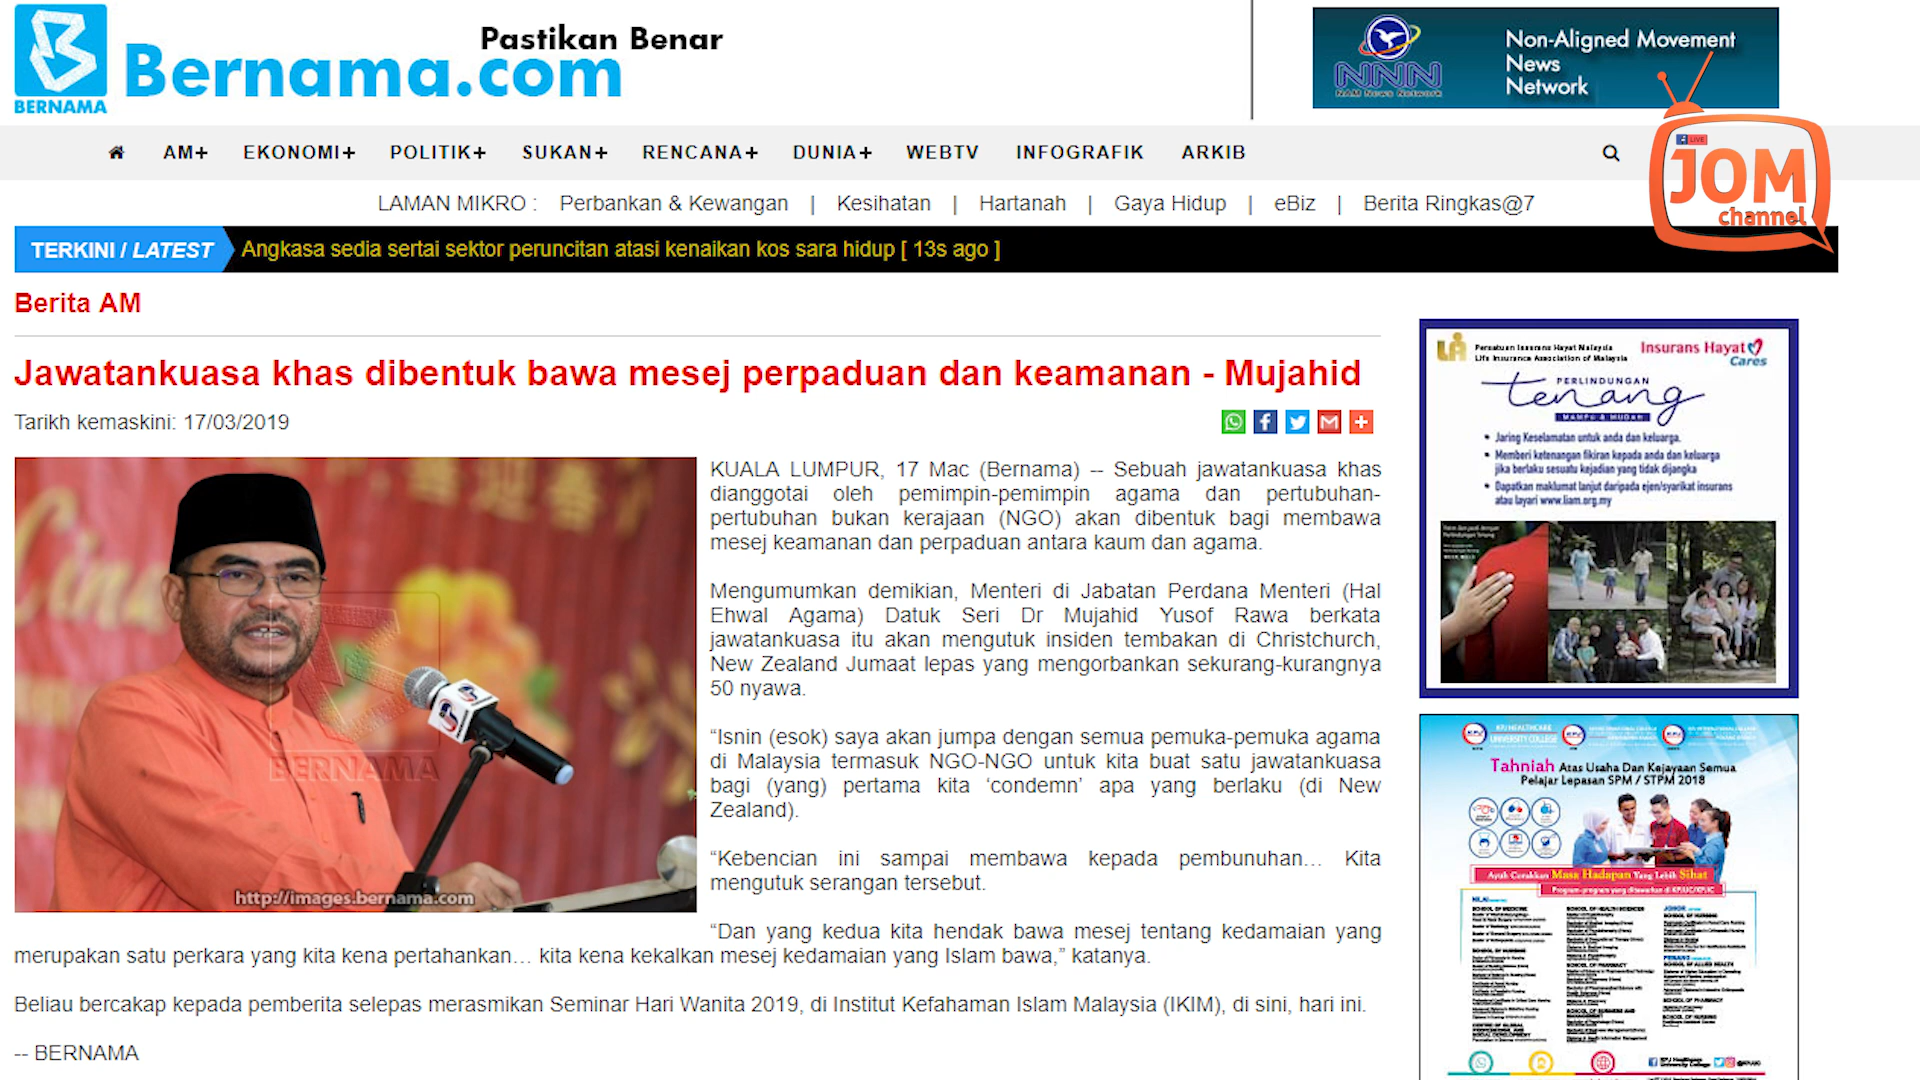 Pastikan Benar
Bernama.com
BERNAMA
Non-Aligned Movement
News
Network
NNN
NAM News Network
AM+ EKONOMI+ POLITIK+ SUKAN+ RENCANA+ DUNIA+ WEBTV INFOGRAFIK ARKIB
LIVE
JOM
channel
LAMAN MIKRO : Perbankan & Kewangan | Kesihatan | Hartanah | Gaya Hidup | eBiz | Berita Ringkas@7
TERKINI / LATEST Angkasa sedia sertai sektor peruncitan atasi kenaikan kos sara hidup [ 13s ago ]
Berita AM
Jawatankuasa khas dibentuk bawa mesej perpaduan dan keamanan - Mujahid
Tarikh kemaskini: 17/03/2019
KUALA LUMPUR, 17 Mac (Bernama) -- Sebuah jawatankuasa khas
dianggotai oleh pemimpin-pemimpin agama dan pertubuhan-
pertubuhan bukan kerajaan (NGO) akan dibentuk bagi membawa
mesej keamanan dan perpaduan antara kaum dan agama.
Mengumumkan demikian, Menteri di Jabatan Perdana Menteri (Hal
Ehwal Agama) Datuk Seri Dr Mujahid Yusof Rawa berkata
jawatankuasa itu akan mengutuk insiden tembakan di Christchurch,
New Zealand Jumaat lepas yang mengorbankan sekurang-kurangnya
50 nyawa.
“Isnin (esok) saya akan jumpa dengan semua pemuka-pemuka agama
di Malaysia termasuk NGO-NGO untuk kita buat satu jawatankuasa
bagi (yang) pertama kita ‘condemn’ apa yang berlaku (di New
Zealand).
“Kebencian ini sampai membawa kepada pembunuhan… Kita
mengutuk serangan tersebut.
“Dan yang kedua kita hendak bawa mesej tentang kedamaian yang
merupakan satu perkara yang kita kena pertahankan… kita kena kekalkan mesej kedamaian yang Islam bawa,” katanya.
Beliau bercakap kepada pemberita selepas merasmikan Seminar Hari Wanita 2019, di Institut Kefahaman Islam Malaysia (IKIM), di sini, hari ini.
-- BERNAMA
BERNAMA
http://images.bernama.com
Persatuan Insurans Hayat Malaysia
Life Insurance Association of Malaysia
Insurans Hayat
Cares
PERLINDUNGAN
tenang
MAMPU & MUDAH
• Jaring Keselamatan untuk anda dan keluarga.
• Memberi ketenangan fikiran kepada anda dan keluarga
jika berlaku sesuatu kejadian yang tidak dijangka
• Dapatkan maklumat lanjut daripada ejen/syarikat insurans
atau layari www.liam.org.my
KPJ HEALTHCARE
UNIVERSITY COLLEGE
Tahniah Atas Usaha Dan Kejayaan Semua
Pelajar Lepasan SPM / STPM 2018
Ayuh Cerahkan Masa Hadapan Yang Lebih Sihat
Program-program yang ditawarkan di KPJUC/KPJIC
NILAI
SCHOOL OF MEDICINE
SCHOOL OF HEALTH SCIENCES
JOHOR
SCHOOL OF NURSING
SCHOOL OF PHARMACY
PENANG
SCHOOL OF ALLIED HEALTH
SCHOOL OF BUSINESS AND
MANAGEMENT
KPJ Healthcare
University College